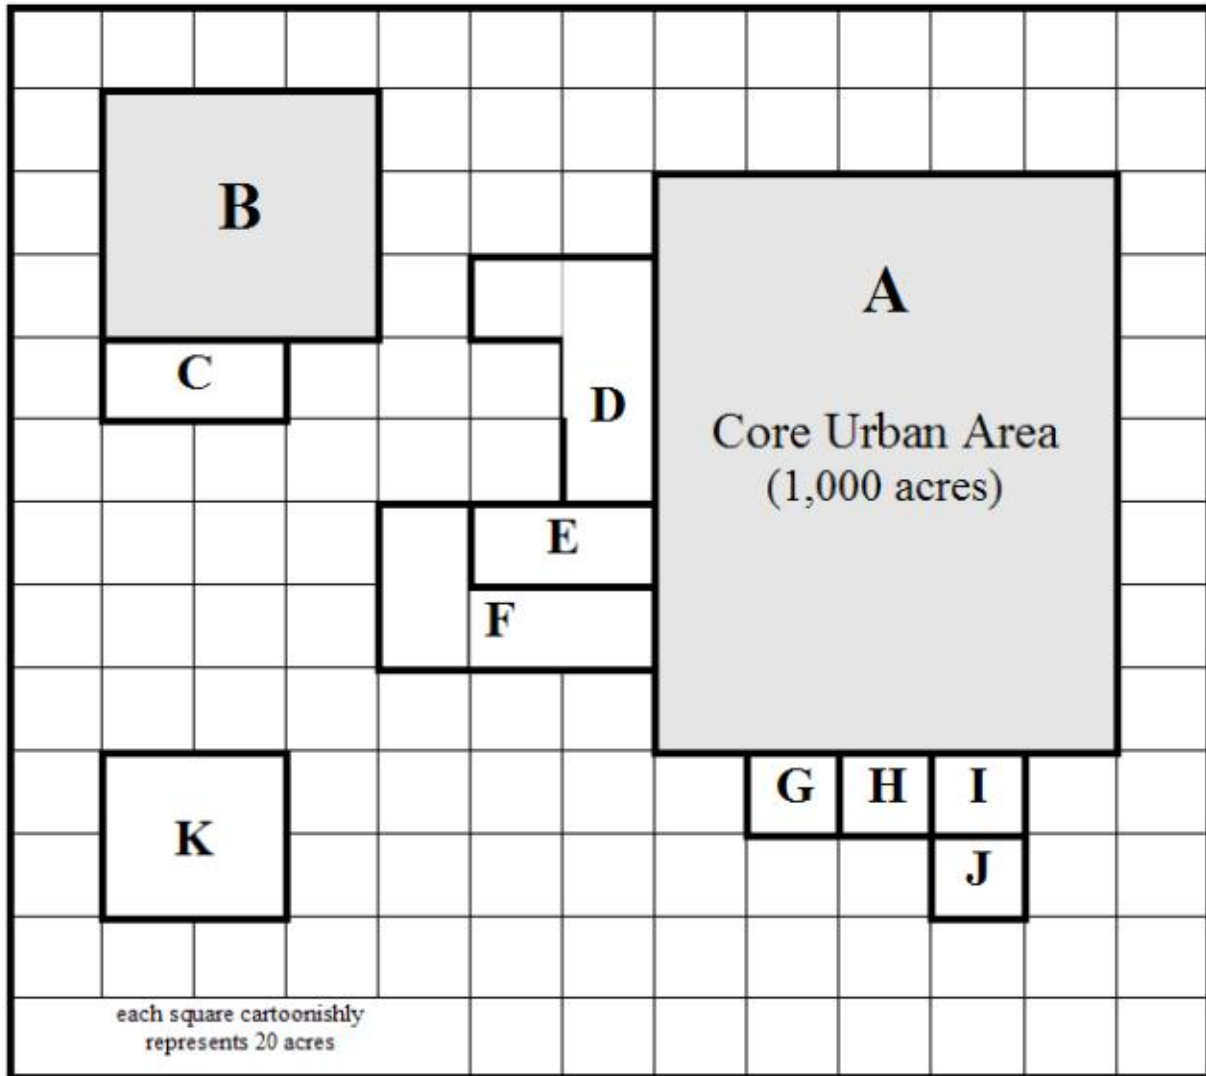 B
A
C
D
Core Urban Area
(1,000 acres)
E
F
G H I
K
J
each square cartoonishly
represents 20 acres